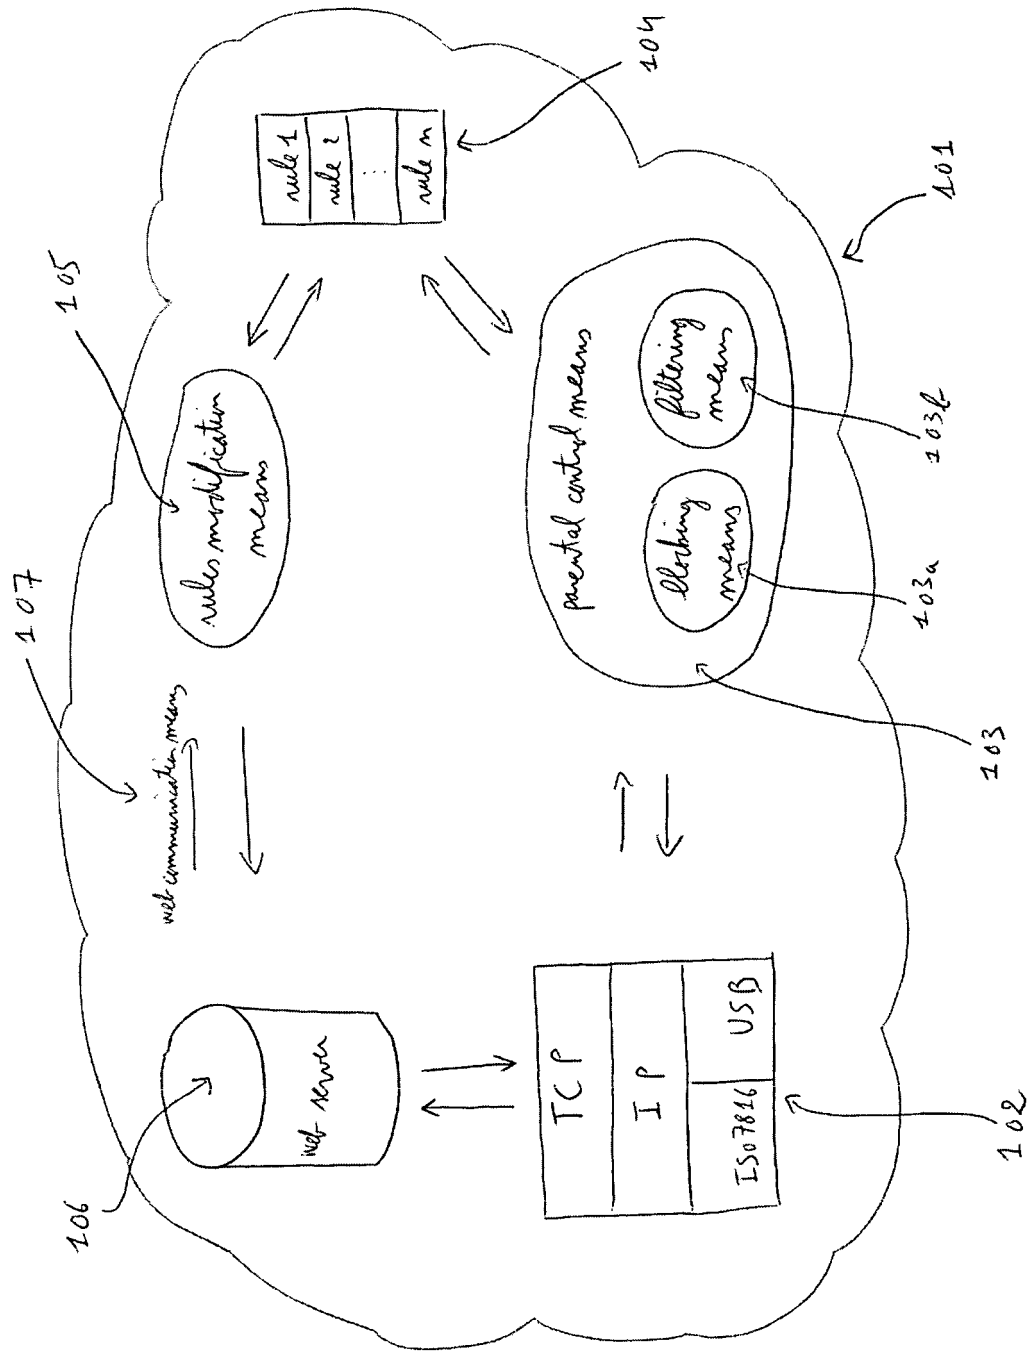 106
web server
107
web communication means
105
rules modification
means
rule 1
rule 2
...
rule n
104
TCP
IP
ISO7816
USB
102
parental control means
blocking
means
103a
filtering
means
103b
103
101